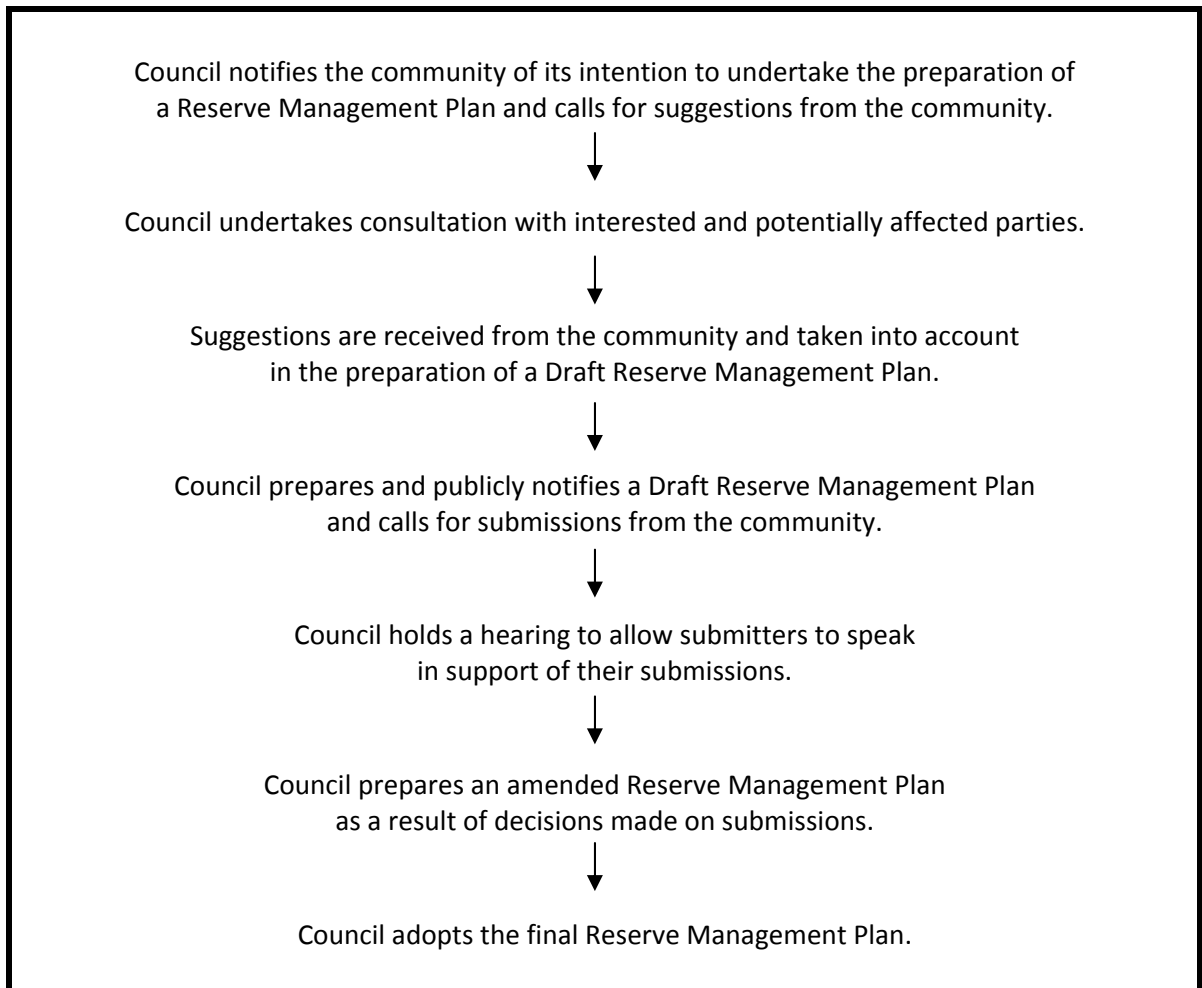 Council notifies the community of its intention to undertake the preparation of
a Reserve Management Plan and calls for suggestions from the community.
Council undertakes consultation with interested and potentially affected parties.
Suggestions are received from the community and taken into account
in the preparation of a Draft Reserve Management Plan.
Council prepares and publicly notifies a Draft Reserve Management Plan
and calls for submissions from the community.
Council holds a hearing to allow submitters to speak
in support of their submissions.
Council prepares an amended Reserve Management Plan
as a result of decisions made on submissions.
Council adopts the final Reserve Management Plan.